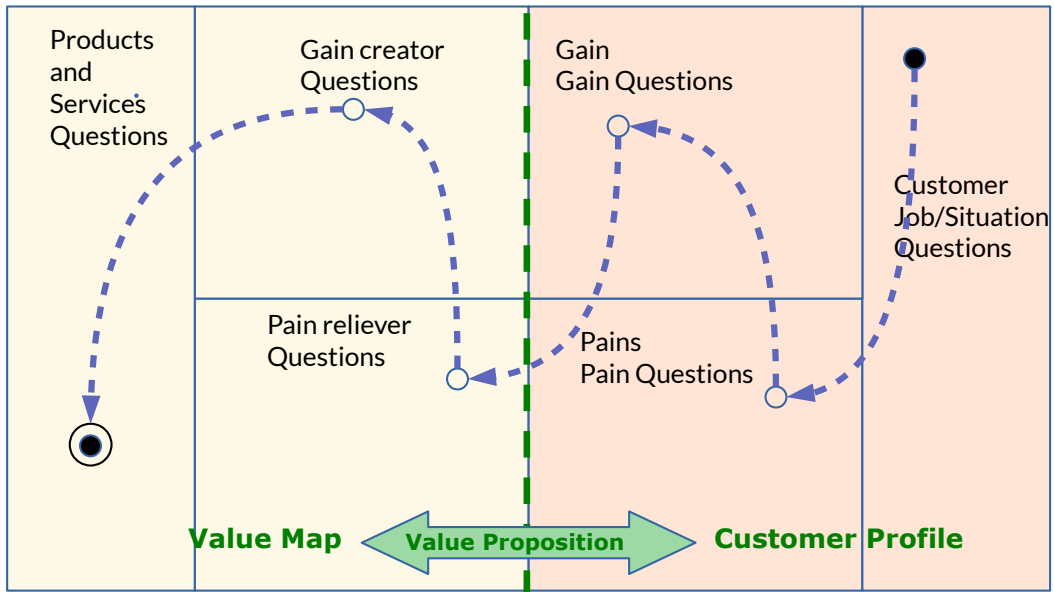 Products
and
Services
Questions
Gain creator
Questions
Gain
Gain Questions
Customer
Job/Situation
Questions
Pain reliever
Questions
Pains
Pain Questions
Value Map
Value Proposition
Customer Profile